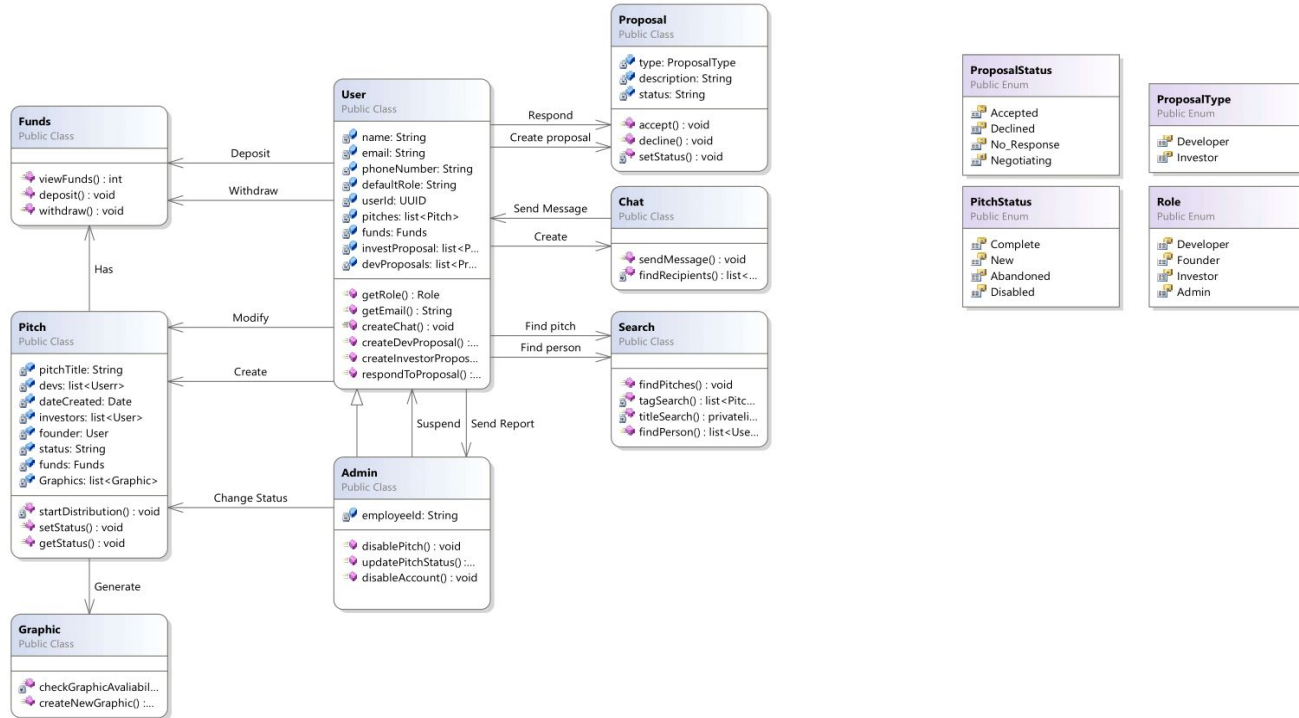 Proposal
Public Class
type: ProposalType
description: String
status: String
accept() : void
decline() : void
setStatus() : void
ProposalStatus
Public Enum
Accepted
Declined
No_Response
Negotiating
ProposalType
Public Enum
Developer
Investor
User
Public Class
name: String
email: String
phoneNumber: String
defaultRole: String
userId: UUID
pitches: list<Pitch>
funds: Funds
investProposal: list<P...
devProposals: list<Pr...
getRole() : Role
getEmail() : String
createChat() : void
createDevProposal() :...
createInvestorPropos...
respondToProposal() :...
Respond
Create proposal
Funds
Public Class
viewFunds() : int
deposit() : void
withdraw() : void
Deposit
Withdraw
Chat
Public Class
sendMessage() : void
findRecipients() : list<...
Send Message
Create
PitchStatus
Public Enum
Complete
New
Abandoned
Disabled
Role
Public Enum
Developer
Founder
Investor
Admin
Has
Pitch
Public Class
pitchTitle: String
devs: list<Userr>
dateCreated: Date
investors: list<User>
founder: User
status: String
funds: Funds
Graphics: list<Graphic>
startDistribution() : void
setStatus() : void
getStatus() : void
Modify
Create
Find pitch
Find person
Search
Public Class
findPitches() : void
tagSearch() : list<Pitc...
titleSearch() : privateli...
findPerson() : list<Use...
Suspend
Send Report
Admin
Public Class
employeeId: String
disablePitch() : void
updatePitchStatus() :...
disableAccount() : void
Change Status
Generate
Graphic
Public Class
checkGraphicAvaliabil...
createNewGraphic() :...